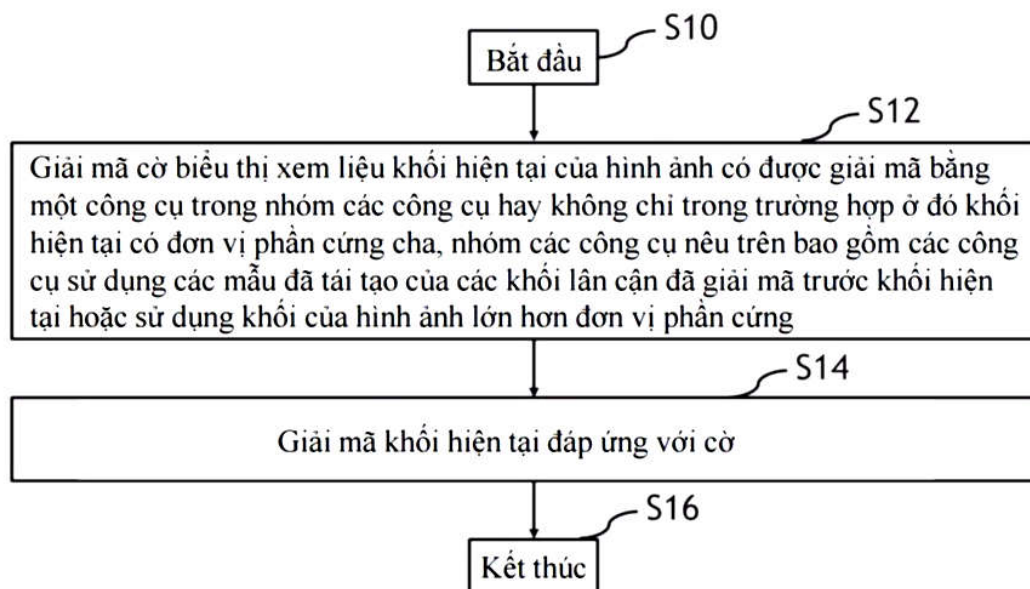 S10
Bắt đầu
S12
Giải mã cờ biểu thị xem liệu khối hiện tại của hình ảnh có được giải mã bằng
một công cụ trong nhóm các công cụ hay không chỉ trong trường hợp ở đó khối
hiện tại có đơn vị phần cứng cha, nhóm các công cụ nêu trên bao gồm các công
cụ sử dụng các mẫu đã tái tạo của các khối lân cận đã giải mã trước khối hiện
tại hoặc sử dụng khối của hình ảnh lớn hơn đơn vị phần cứng
S14
Giải mã khối hiện tại đáp ứng với cờ
S16
Kết thúc